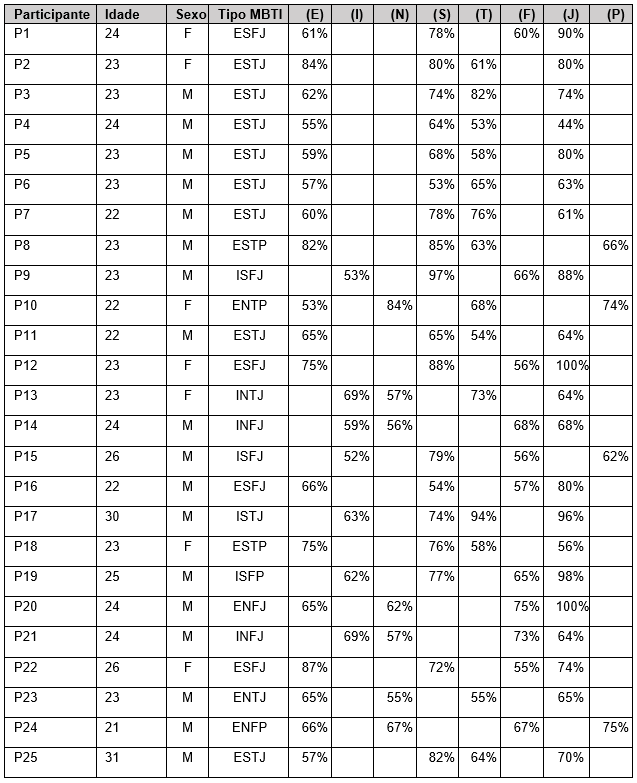 Participante Idade Sexo Tipo MBTI (E) (I) (N) (S) (T) (F) (J) (P)
P1 24 F ESFJ 61% 78% 60% 90%
P2 23 F ESTJ 84% 80% 61% 80%
P3 23 M ESTJ 62% 74% 82% 74%
P4 24 M ESTJ 55% 64% 53% 44%
P5 23 M ESTJ 59% 68% 58% 80%
P6 23 M ESTJ 57% 53% 65% 63%
P7 22 M ESTJ 60% 78% 76% 61%
P8 23 M ESTP 82% 85% 63% 66%
P9 23 M ISFJ 53% 97% 66% 88%
P10 22 F ENTP 53% 84% 68% 74%
P11 22 M ESTJ 65% 65% 54% 64%
P12 23 F ESFJ 75% 88% 56% 100%
P13 23 F INTJ 69% 57% 73% 64%
P14 24 M INFJ 59% 56% 68% 68%
P15 26 M ISFJ 52% 79% 56% 62%
P16 22 M ESFJ 66% 54% 57% 80%
P17 30 M ISTJ 63% 74% 94% 96%
P18 23 F ESTP 75% 76% 58% 56%
P19 25 M ISFP 62% 77% 65% 98%
P20 24 M ENFJ 65% 62% 75% 100%
P21 24 M INFJ 69% 57% 73% 64%
P22 26 F ESFJ 87% 72% 55% 74%
P23 23 M ENTJ 65% 55% 55% 65%
P24 21 M ENFP 66% 67% 67% 75%
P25 31 M ESTJ 57% 82% 64% 70%